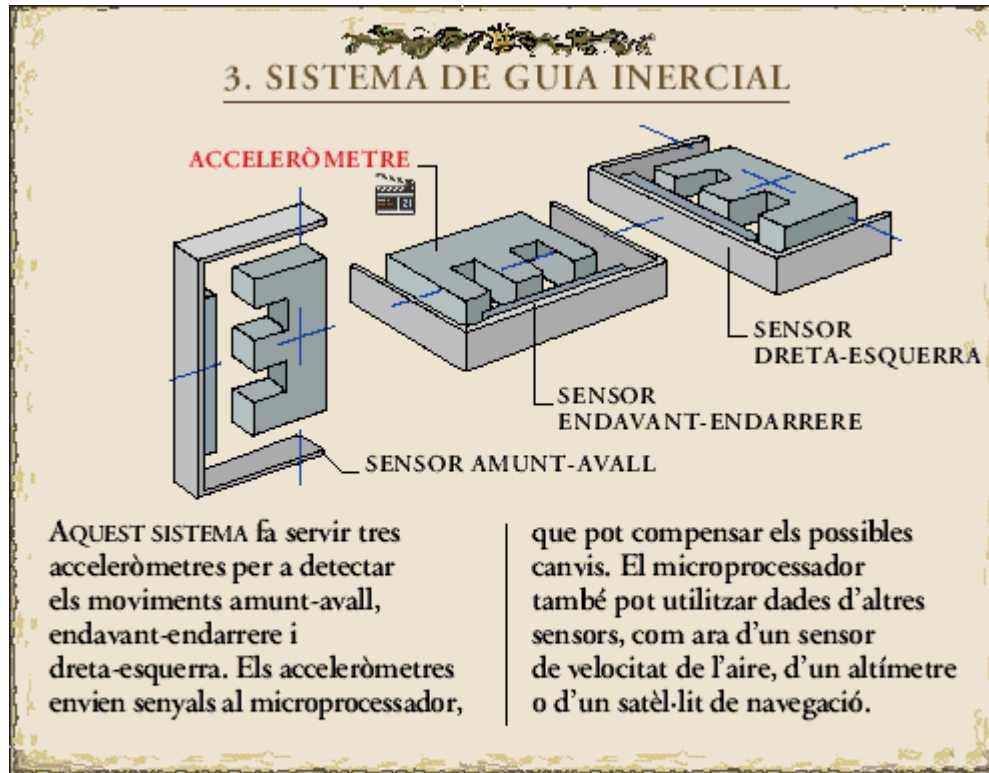 3. SISTEMA DE GUIA INERCIAL
ACCELERÒMETRE
SENSOR
DRETA-ESQUERRA
SENSOR
ENDAVANT-ENDARRERE
SENSOR AMUNT-AVALL
AQUEST SISTEMA fa servir tres
acceleròmetres per a detectar
els moviments amunt-avall,
endavant-endarrere i
dreta-esquerra. Els acceleròmetres
envien senyals al microprocessador,
que pot compensar els possibles
canvis. El microprocessador
també pot utilitzar dades d'altres
sensors, com ara d'un sensor
de velocitat de l'aire, d'un altímetre
o d'un satèl·lit de navegació.